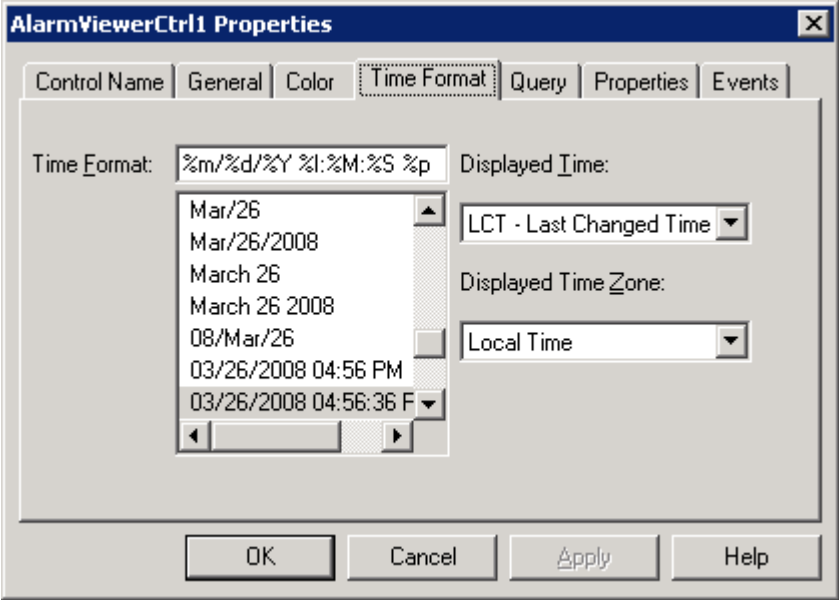 AlarmViewerCtrl1 Properties
Control Name General Color Time Format Query Properties Events
Time Format: %m/%d/%Y %I:%M:%S %p
Mar/26
Mar/26/2008
March 26
March 26 2008
08/Mar/26
03/26/2008 04:56 PM
03/26/2008 04:56:36 F
Displayed Time:
LCT - Last Changed Time
Displayed Time Zone:
Local Time
OK Cancel Apply Help